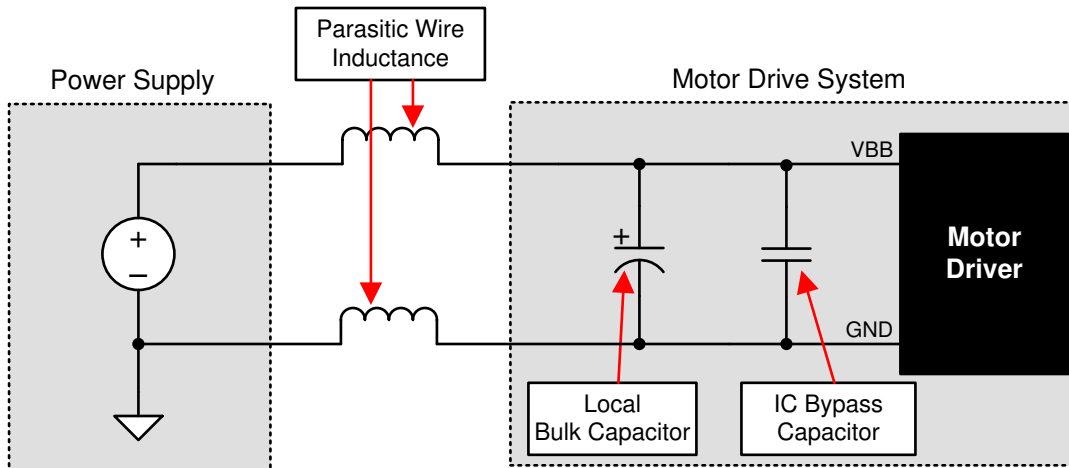 Parasitic Wire
Inductance
Power Supply
Motor Drive System
VBB
+
–
+
Motor
Driver
GND
Local
Bulk Capacitor
IC Bypass
Capacitor